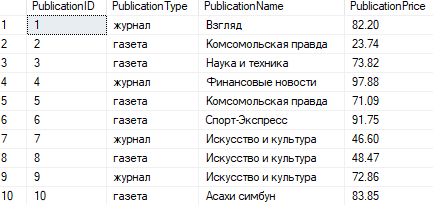 PublicationID PublicationType PublicationName PublicationPrice
1 1 журнал Взгляд 82.20
2 2 газета Комсомольская правда 23.74
3 3 газета Наука и техника 73.82
4 4 журнал Финансовые новости 97.88
5 5 газета Комсомольская правда 71.09
6 6 газета Спорт-Экспресс 91.75
7 7 журнал Искусство и культура 46.60
8 8 газета Искусство и культура 48.47
9 9 журнал Искусство и культура 72.86
10 10 газета Асахи симбун 83.85